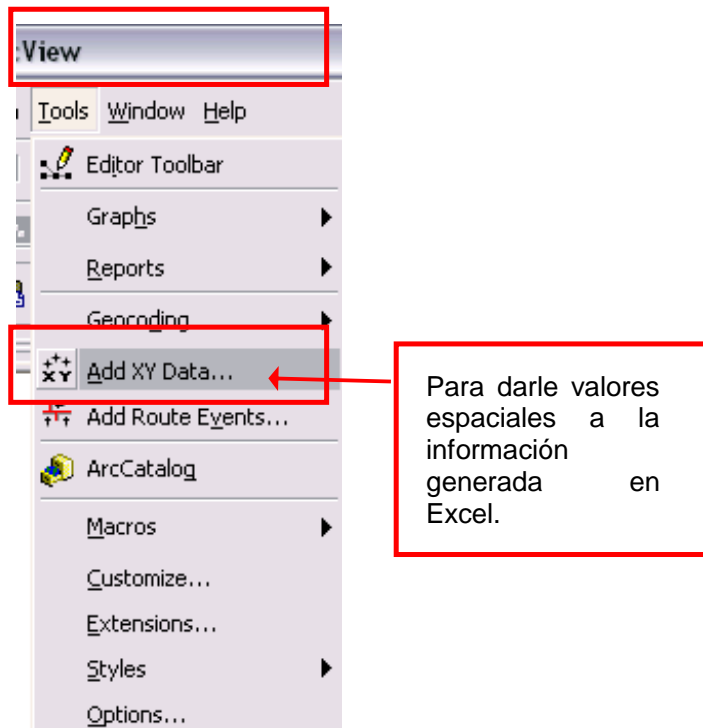 :View
Tools Window Help
Editor Toolbar
Graphs
Reports
Geocoding
Add XY Data...
Add Route Events...
ArcCatalog
Macros
Customize...
Extensions...
Styles
Options...
Para darle valores
espaciales a la
información
generada en
Excel.